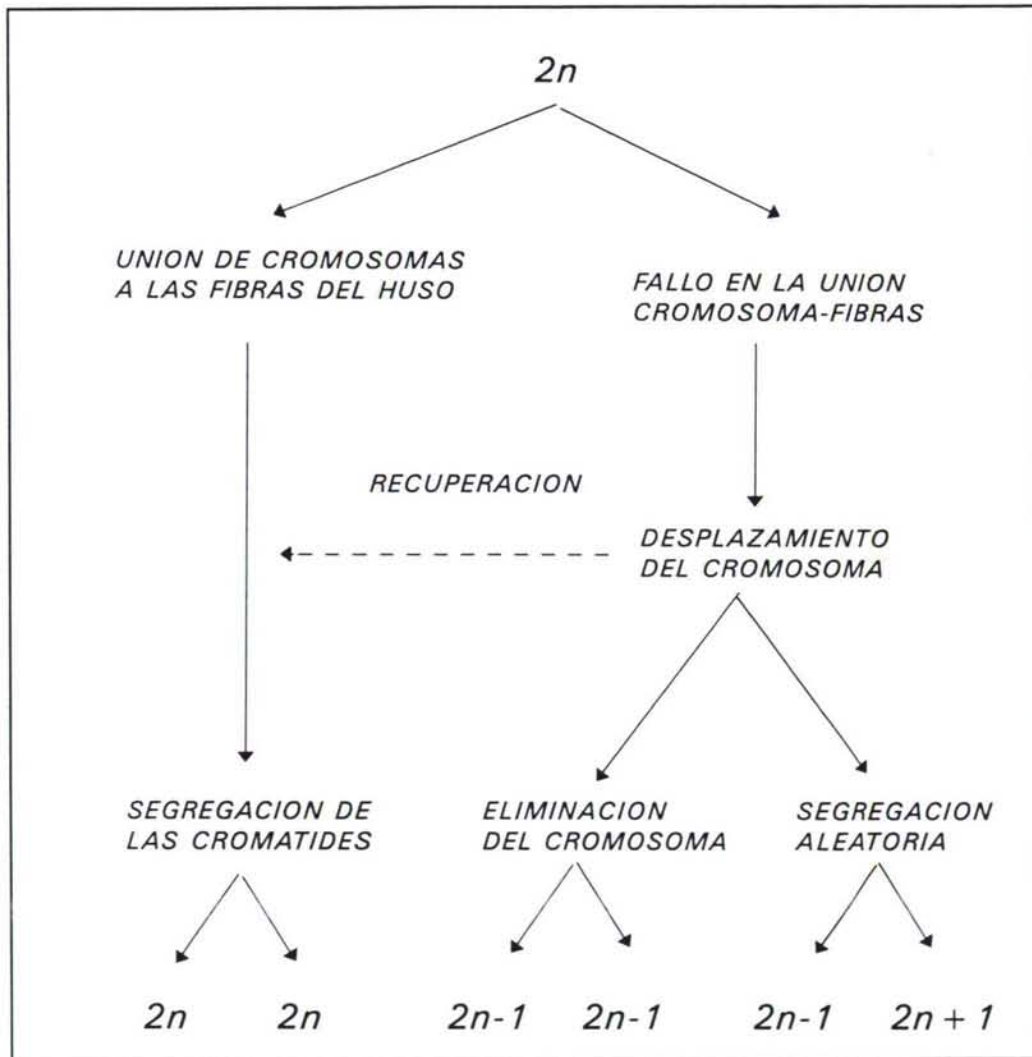 2n
UNION DE CROMOSOMAS
A LAS FIBRAS DEL HUSO
FALLO EN LA UNION
CROMOSOMA-FIBRAS
RECUPERACION
DESPLAZAMIENTO
DEL CROMOSOMA
SEGREGACION DE
LAS CROMATIDES
ELIMINACION
DEL CROMOSOMA
SEGREGACION
ALEATORIA
2n 2n 2n-1 2n-1 2n-1 2n+1